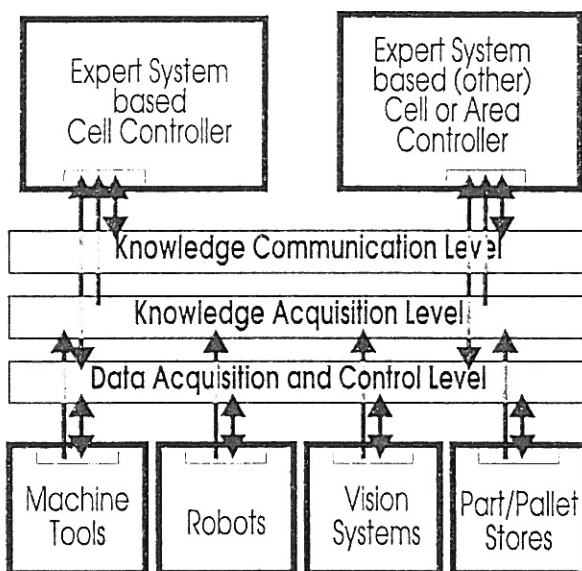 Expert System
based
Cell Controller
Expert System
based (other)
Cell or Area
Controller
Knowledge Communication Level
Knowledge Acquisition Level
Data Acquisition and Control Level
Machine
Tools
Robots
Vision
Systems
Part/Pallet
Stores